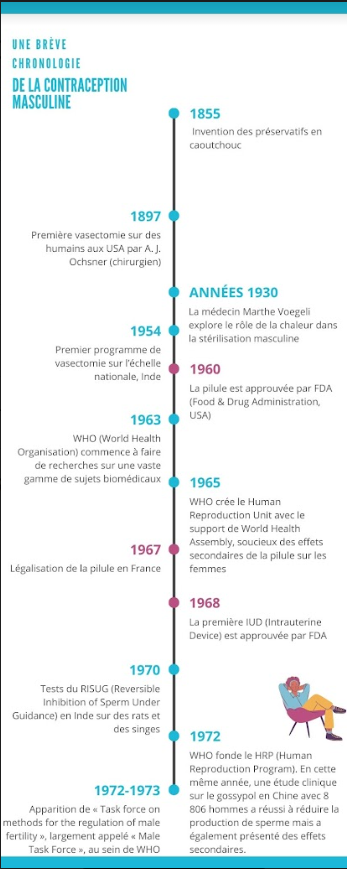 UNE BRÈVE
CHRONOLOGIE
DE LA CONTRACEPTION
MASCULINE
1855
Invention des préservatifs en
caoutchouc
1897
Première vasectomie sur des
humains aux USA par A. J.
Ochsner (chirurgien)
ANNÉES 1930
La médecin Marthe Voegeli
explore le rôle de la chaleur dans
la stérilisation masculine
1954
Premier programme de
vasectomie sur l'échelle
nationale, Inde
1960
La pilule est approuvée par FDA
(Food & Drug Administration,
USA)
1963
WHO (World Health
Organisation) commence à faire
de recherches sur une vaste
gamme de sujets biomédicaux
1965
WHO crée le Human
Reproduction Unit avec le
support de World Health
Assembly, soucieux des effets
secondaires de la pilule sur les
femmes
1967
Légalisation de la pilule en France
1968
La première IUD (Intrauterine
Device) est approuvée par FDA
1970
Tests du RISUG (Reversible
Inhibition of Sperm Under
Guidance) en Inde sur des rats et
des singes
1972
WHO fonde le HRP (Human
Reproduction Program). En cette
même année, une étude clinique
sur le gossypol en Chine avec 8
806 hommes a réussi à réduire la
production de sperme mais a
également présenté des effets
secondaires.
1972-1973
Apparition de « Task force on
methods for the regulation of male
fertility », largement appelé « Male
Task Force », au sein de WHO